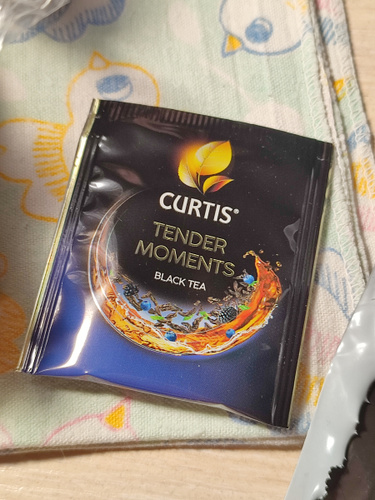 CURTIS®
TENDER
MOMENTS
BLACK TEA